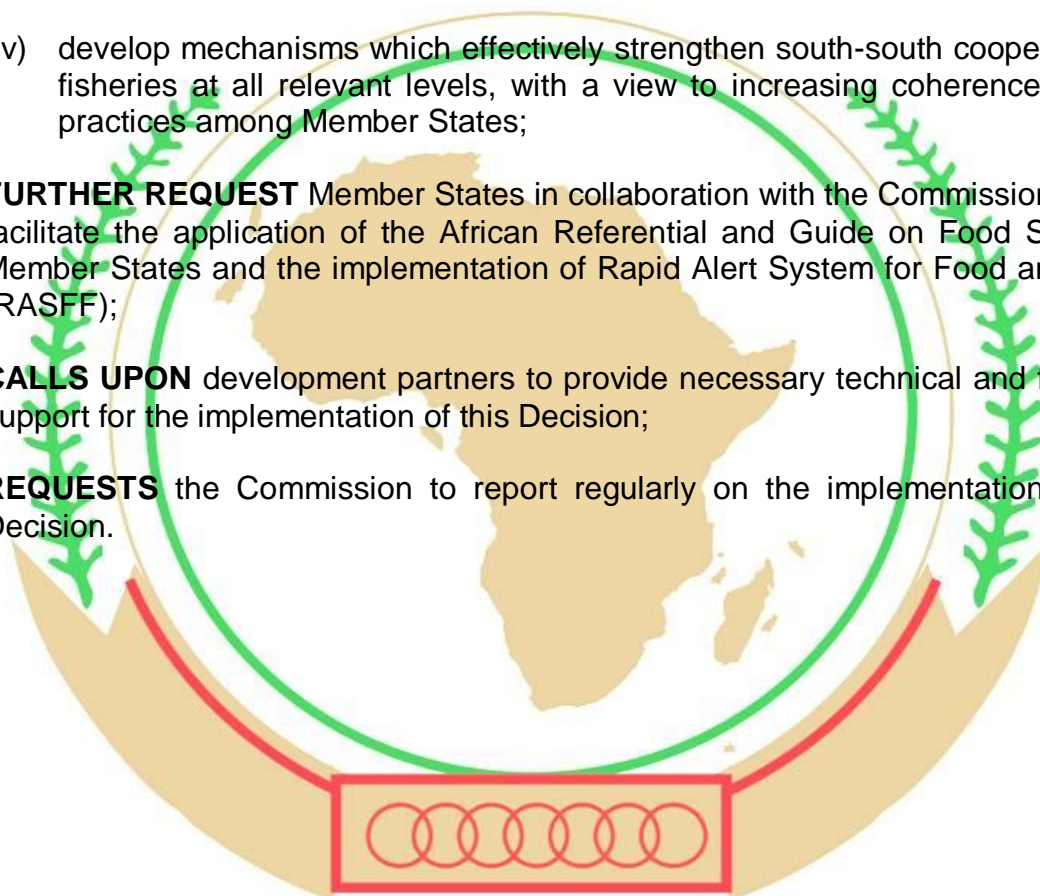 v) develop mechanisms which effectively strengthen south-south coope
fisheries at all relevant levels, with a view to increasing coherence
practices among Member States;
FURTHER REQUEST Member States in collaboration with the Commission
facilitate the application of the African Referential and Guide on Food S
Member States and the implementation of Rapid Alert System for Food an
RASFF);
CALLS UPON development partners to provide necessary technical and f
support for the implementation of this Decision;
REQUESTS the Commission to report regularly on the implementation
Decision.